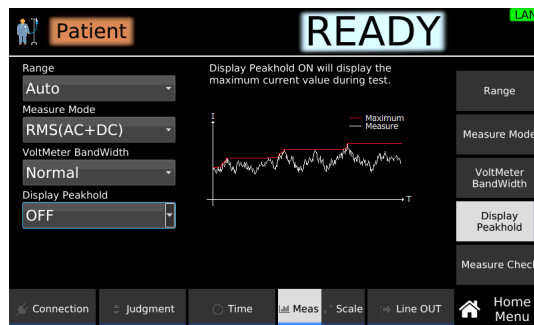 LAN
Patient
READY
Range
Auto
Measure Mode
RMS(AC+DC)
VoltMeter BandWidth
Normal
Display Peakhold
OFF
Display Peakhold ON will display the
maximum current value during test.
I
Maximum
Measure
T
Range
Measure Mode
VoltMeter
BandWidth
Display
Peakhold
Measure Check
Connection
Judgment
Time
Meas
Scale
Line OUT
Home
Menu